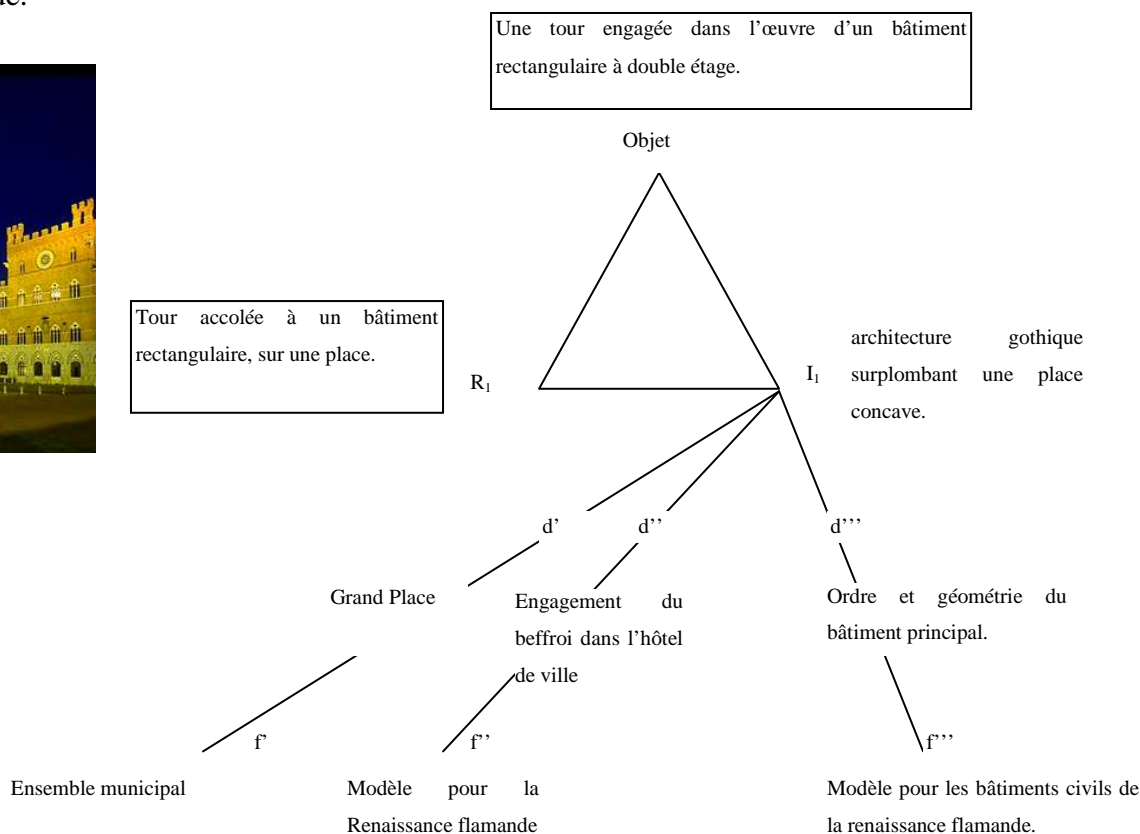 Une tour engagée dans l’œuvre d’un bâtiment
rectangulaire à double étage.
Objet
Tour accolée à un bâtiment
rectangulaire, sur une place.
R₁
I₁
architecture gothique
surplombant une place
concave.
d’
d’’
d’’’
Grand Place
Engagement du
beffroi dans l’hôtel
de ville
Ordre et géométrie du
bâtiment principal.
f’
f’’
f’’’
Ensemble municipal
Modèle pour la
Renaissance flamande
Modèle pour les bâtiments civils de
la renaissance flamande.